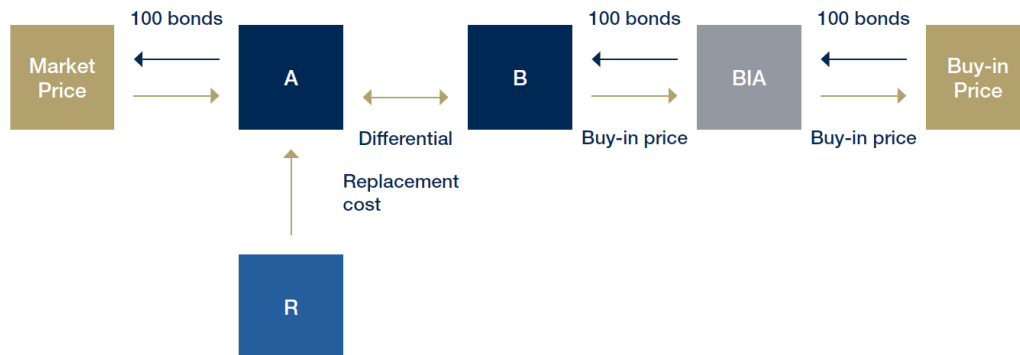 100 bonds
100 bonds
100 bonds
Market
Price
A
B
BIA
Buy-in
Price
Differential
Buy-in price
Buy-in price
Replacement
cost
R